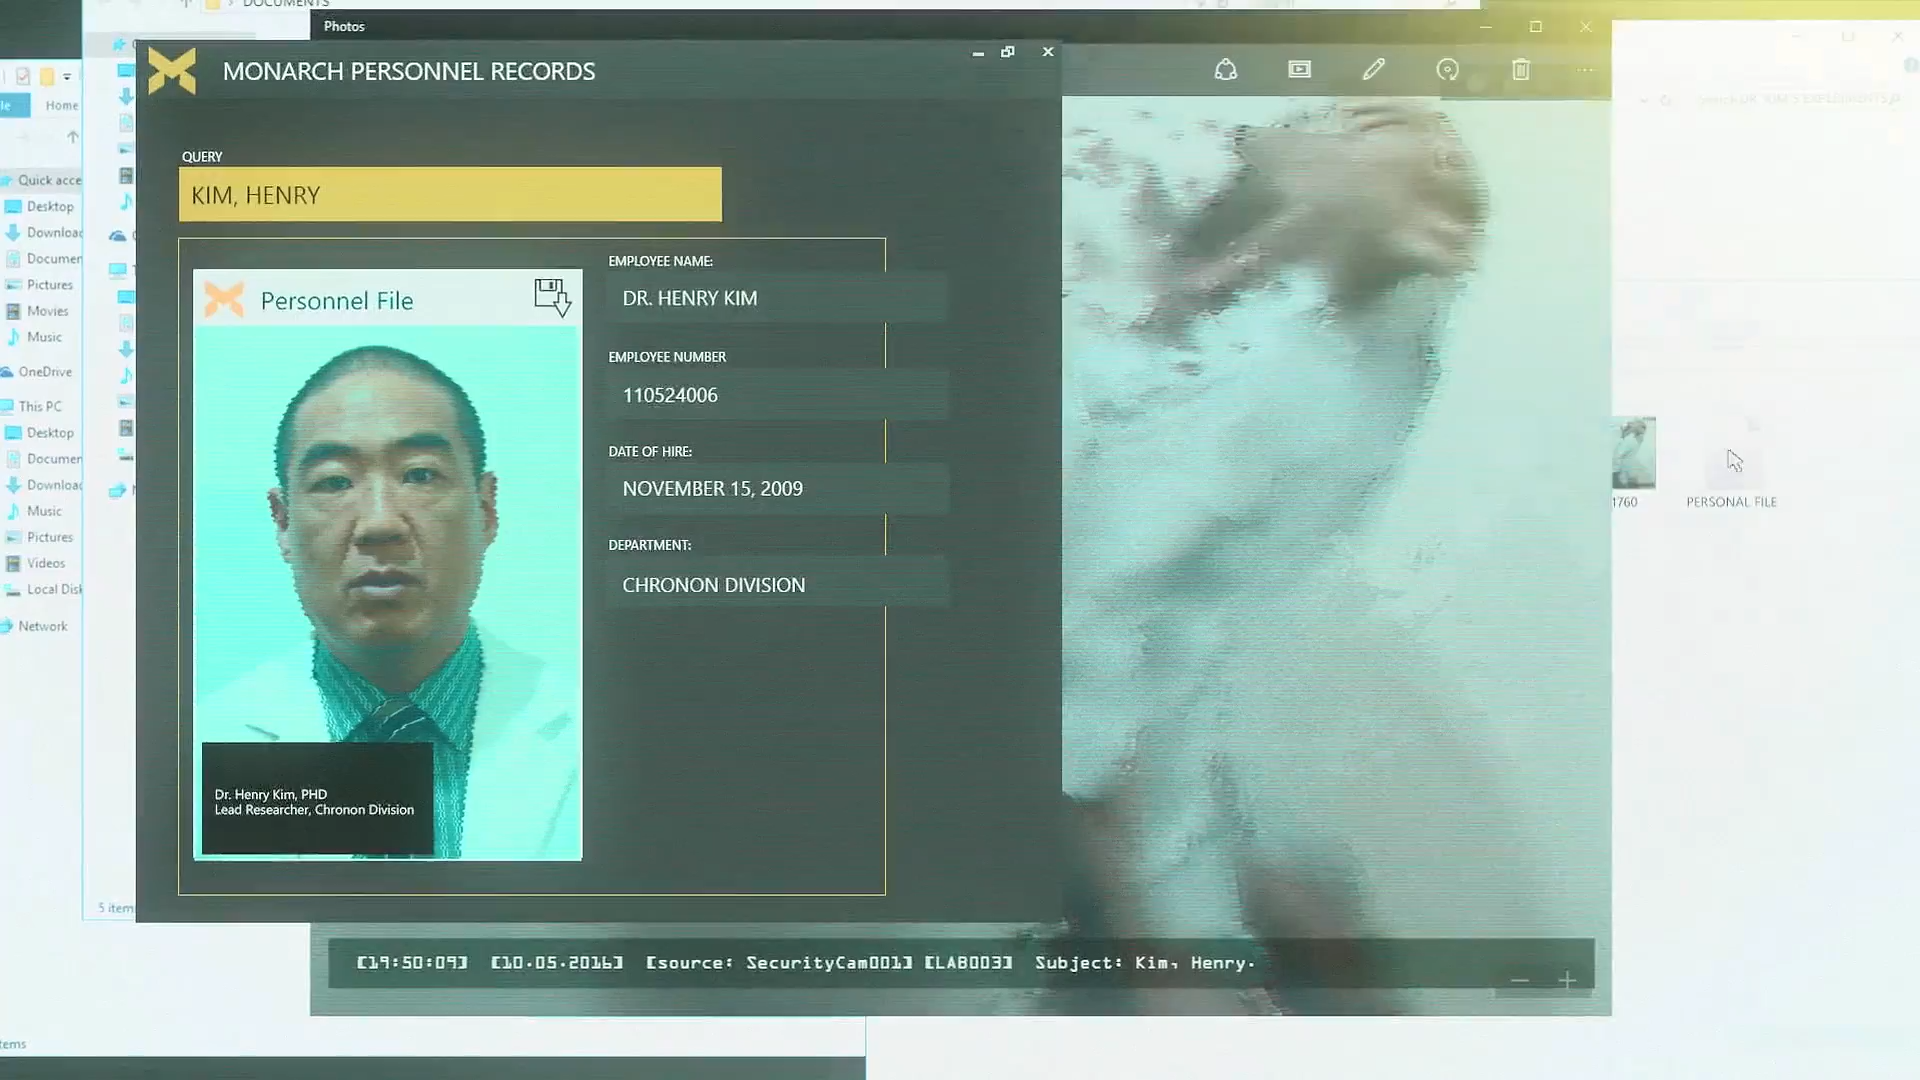 DOCUMENTS
Photos
MONARCH PERSONNEL RECORDS
Home
QUERY
KIM, HENRY
Personnel File
EMPLOYEE NAME:
DR. HENRY KIM
EMPLOYEE NUMBER
110524006
DATE OF HIRE:
NOVEMBER 15, 2009
DEPARTMENT:
CHRONON DIVISION
Dr. Henry Kim, PHD
Lead Researcher, Chronon Division
Quick acce
Desktop
Downloa
Documen
Pictures
Movies
Music
OneDrive
This PC
Desktop
Documen
Downloa
Music
Pictures
Videos
Local Disk
Network
5 item
tems
1760
PERSONAL FILE
[19:50:09] [10.05.2016] [source: SecurityCam001] [LAB003] Subject: Kim, Henry.